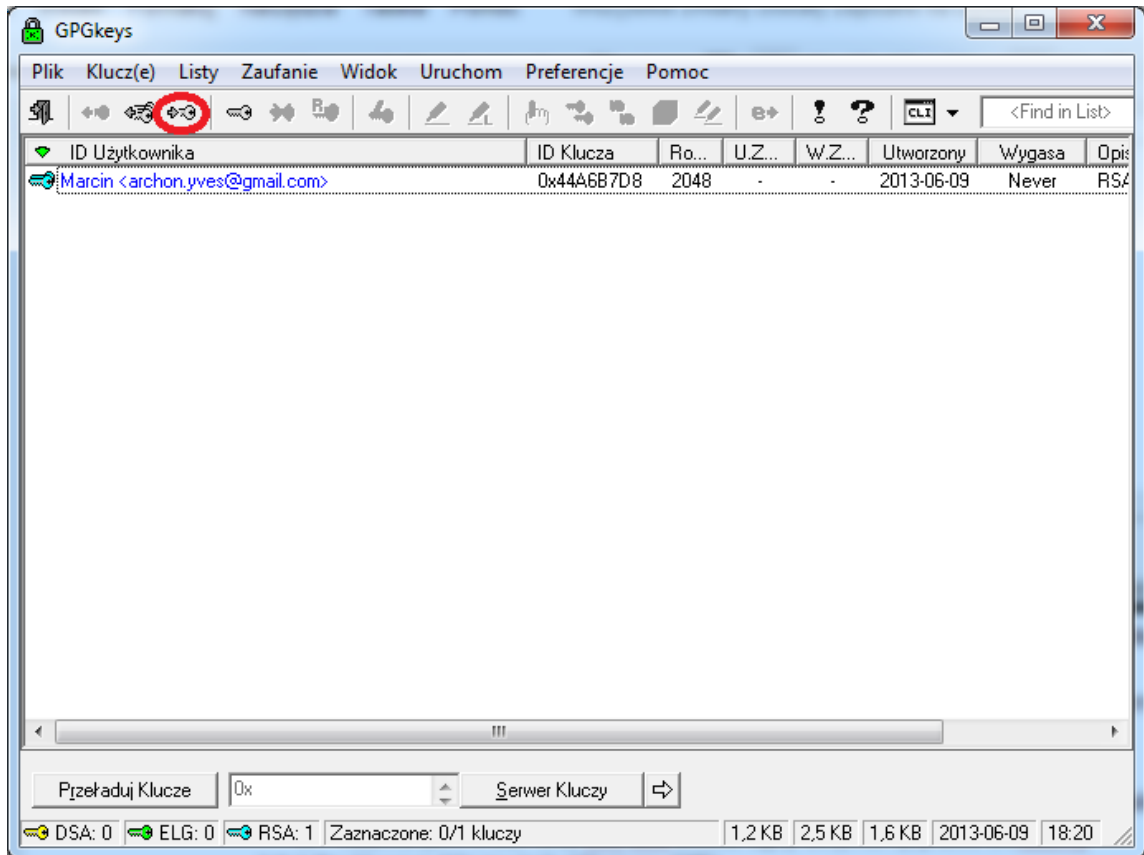 GPGkeys
Plik Klucz(e) Listy Zaufanie Widok Uruchom Preferencje Pomoc
R CLI <Find in List>
ID Użytkownika ID Klucza Ro... U.Z... W.Z... Utworzony Wygasa Opis
Marcin <archon.yves@gmail.com> 0x44A6B7D8 2048 - - 2013-06-09 Never RSA
Przeładuj Klucze 0x Serwer Kluczy
DSA: 0 ELG: 0 RSA: 1 Zaznaczone: 0/1 kluczy 1,2 KB 2,5 KB 1,6 KB 2013-06-09 18:20